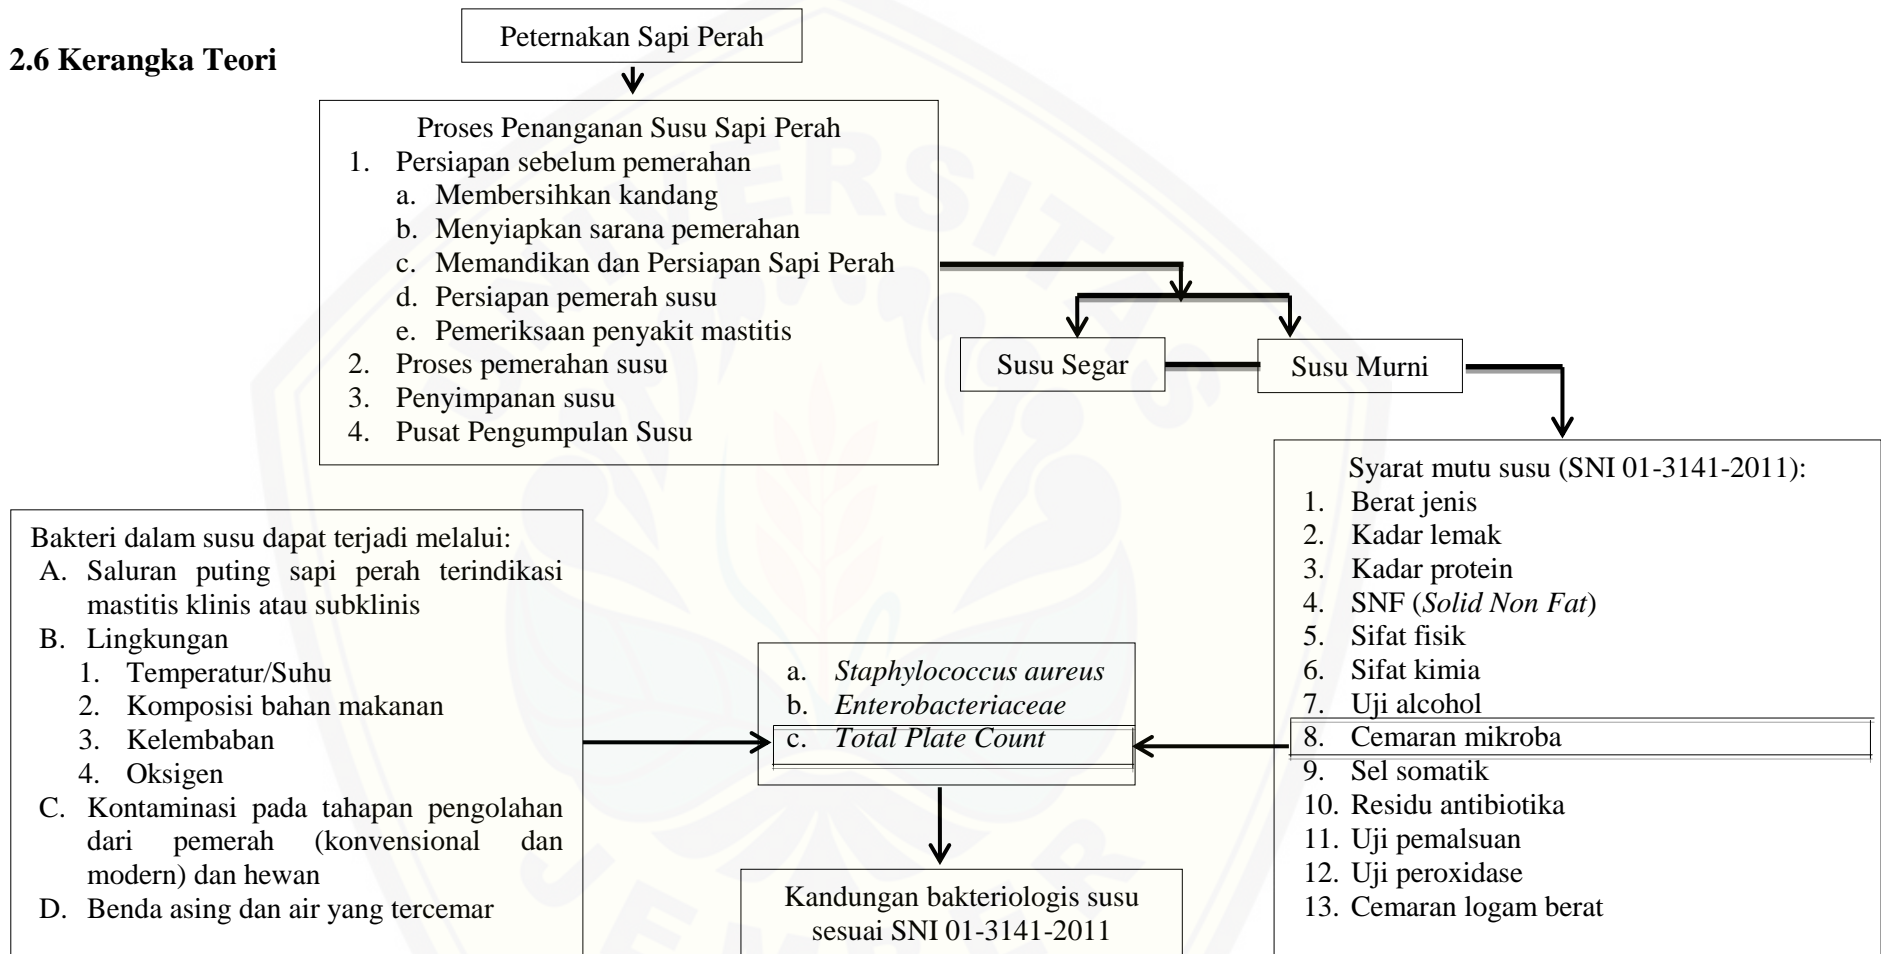 2.6 Kerangka Teori
Peternakan Sapi Perah
Proses Penanganan Susu Sapi Perah
1. Persiapan sebelum pemerahan
a. Membersihkan kandang
b. Menyiapkan sarana pemerahan
c. Memandikan dan Persiapan Sapi Perah
d. Persiapan pemerah susu
e. Pemeriksaan penyakit mastitis
2. Proses pemerahan susu
3. Penyimpanan susu
4. Pusat Pengumpulan Susu
Susu Segar
Susu Murni
Syarat mutu susu (SNI 01-3141-2011):
1. Berat jenis
2. Kadar lemak
3. Kadar protein
4. SNF (Solid Non Fat)
5. Sifat fisik
6. Sifat kimia
7. Uji alcohol
8. Cemaran mikroba
9. Sel somatik
10. Residu antibiotika
11. Uji pemalsuan
12. Uji peroxidase
13. Cemaran logam berat
Bakteri dalam susu dapat terjadi melalui:
A. Saluran puting sapi perah terindikasi
mastitis klinis atau subklinis
B. Lingkungan
1. Temperatur/Suhu
2. Komposisi bahan makanan
3. Kelembaban
4. Oksigen
C. Kontaminasi pada tahapan pengolahan
dari pemerah (konvensional dan
modern) dan hewan
D. Benda asing dan air yang tercemar
a. Staphylococcus aureus
b. Enterobacteriaceae
c. Total Plate Count
Kandungan bakteriologis susu
sesuai SNI 01-3141-2011
UNIVERSITAS
JEMBER